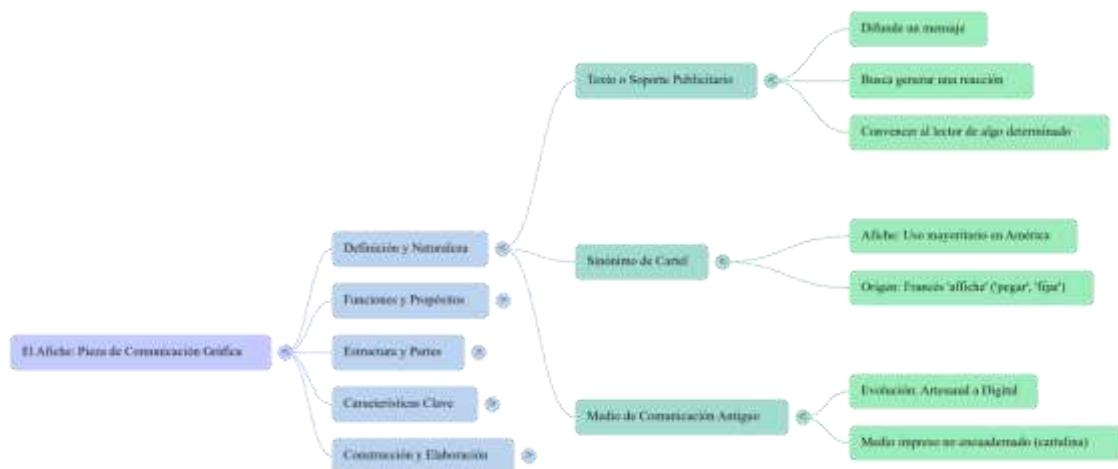 El Afiche: Pieza de Comunicación Gráfica
Definición y Naturaleza
Funciones y Propósitos
Estructura y Partes
Características Clave
Construcción y Elaboración
Texto o Soporte Publicitario
Difunde un mensaje
Busca generar una reacción
Convencer al lector de algo determinado
Sinónimo de Cartel
Afiche: Uso mayoritario en América
Origen: Francés 'affiche' ('pegar', 'fijar')
Medio de Comunicación Antiguo
Evolución: Artesanal a Digital
Medio impreso no encuadernado (cartelina)